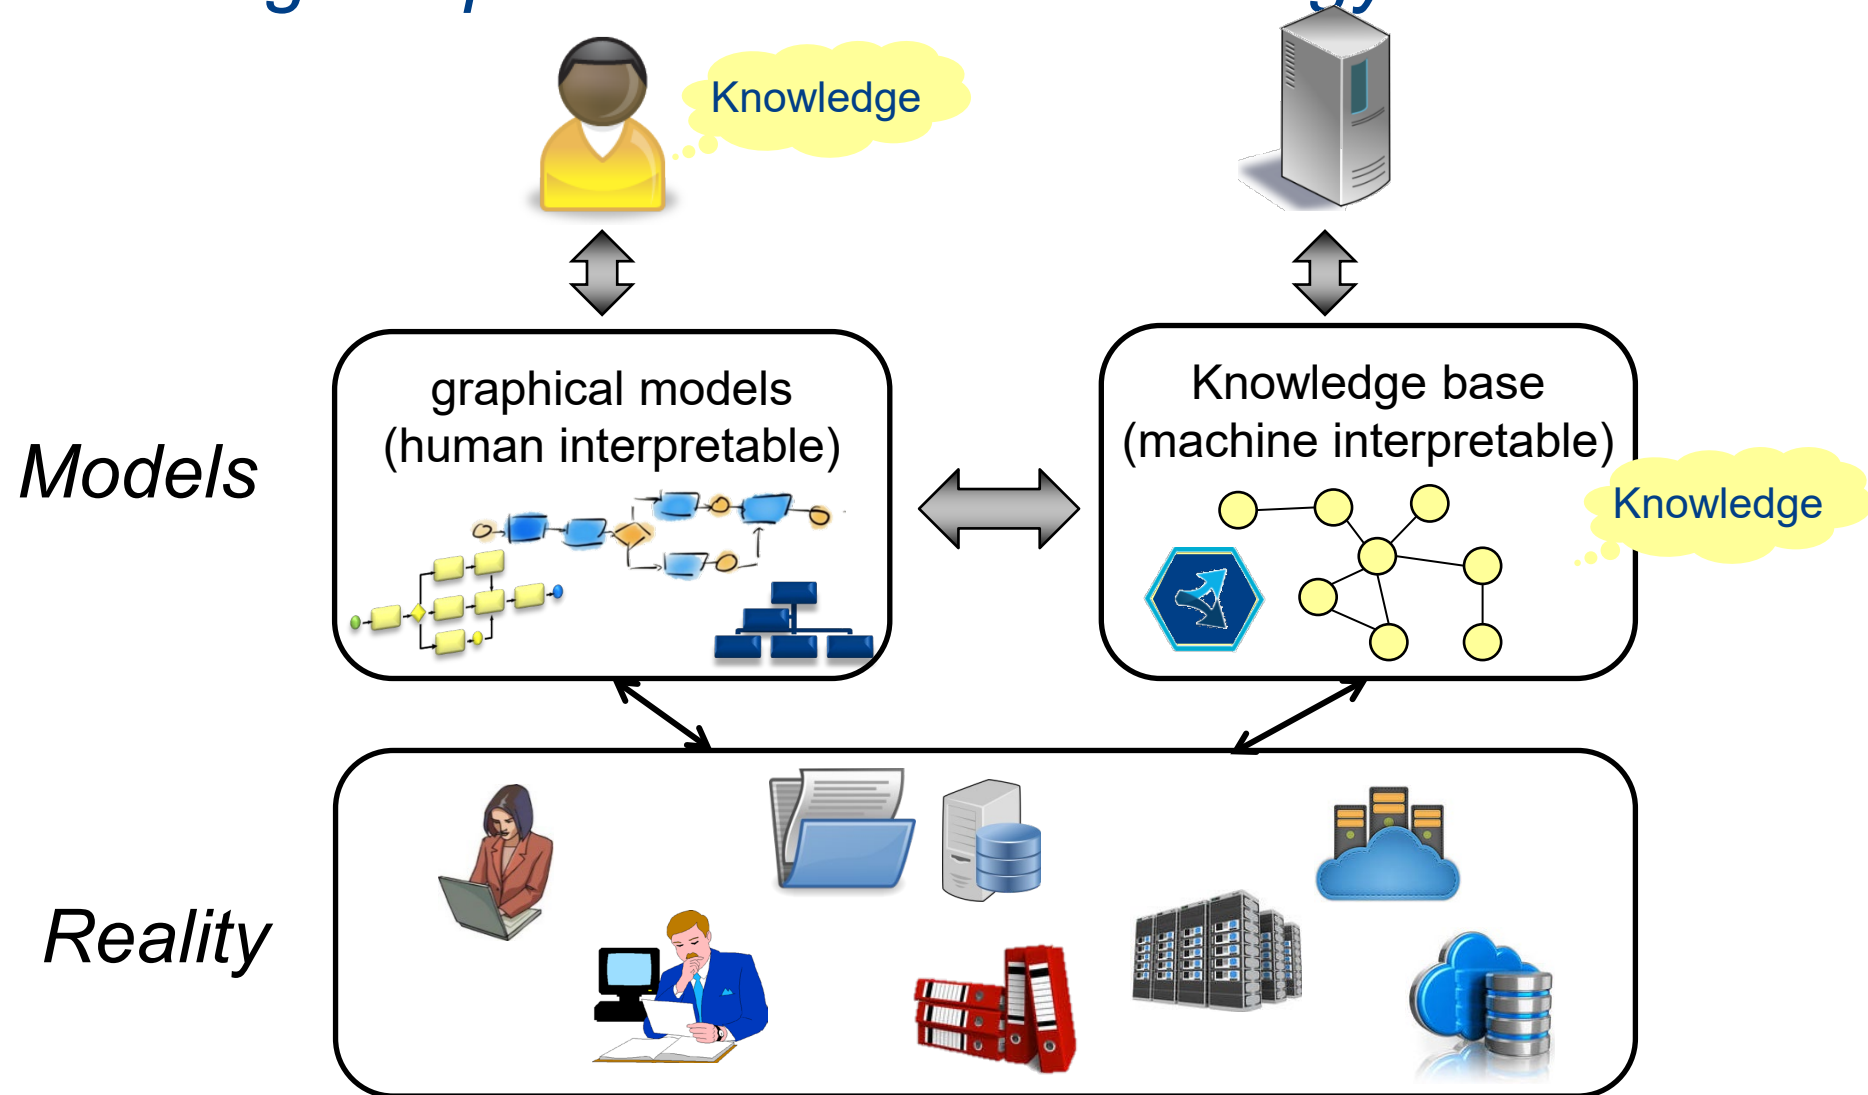 Knowledge
graphical models
(human interpretable)
Knowledge base
(machine interpretable)
Models
Knowledge
Reality